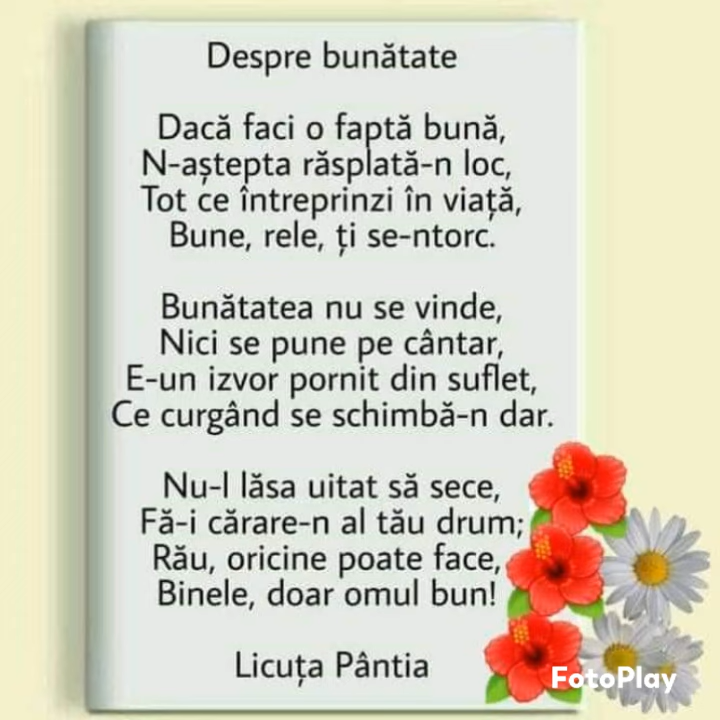 Despre bunătate
Dacă faci o faptă bună,
N-aștepta răsplată-n loc,
Tot ce întreprinzi în viață,
Bune, rele, ți se-ntorc.
Bunătatea nu se vinde,
Nici se pune pe cântar,
E-un izvor pornit din suflet,
Ce curgând se schimbă-n dar.
Nu-l lăsa uitat să sece,
Fă-i cărare-n al tău drum;
Rău, oricine poate face,
Binele, doar omul bun!
Licuța Pântia
FotoPlay